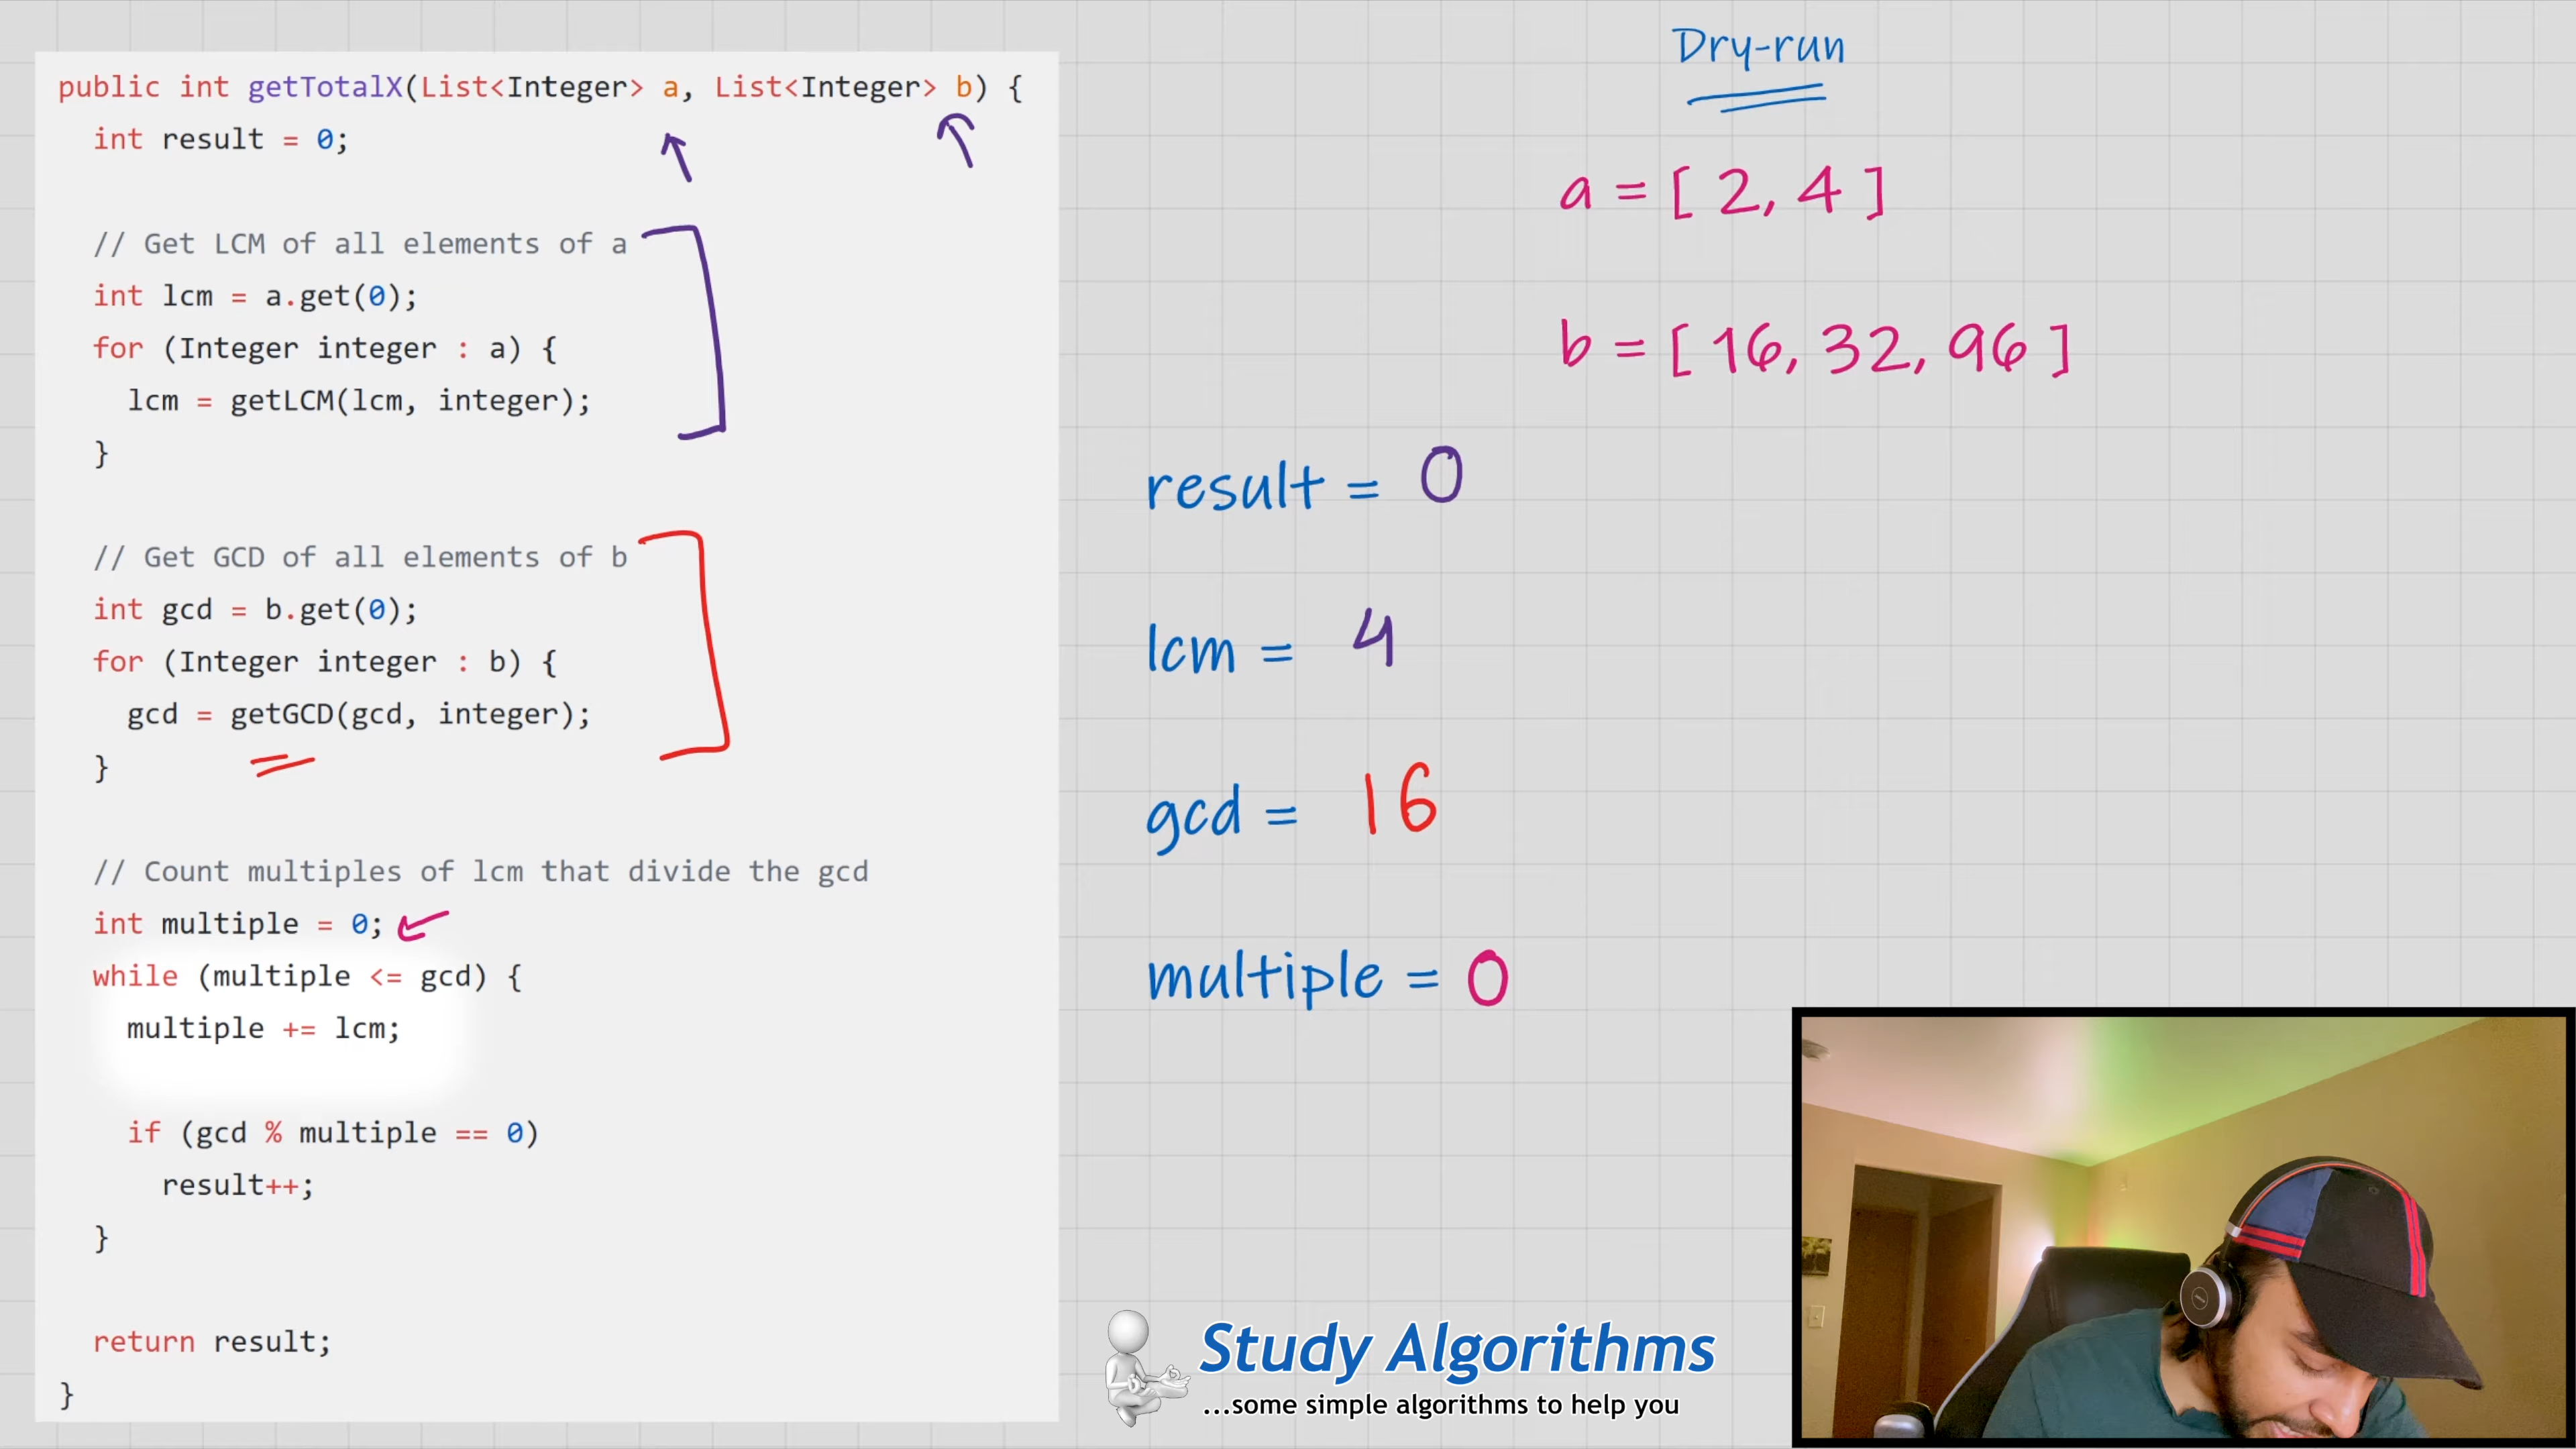 public int getTotalX(List<Integer> a, List<Integer> b) {
int result = 0;
// Get LCM of all elements of a
int lcm = a.get(0);
for (Integer integer : a) {
lcm = getLCM(lcm, integer);
}
// Get GCD of all elements of b
int gcd = b.get(0);
for (Integer integer : b) {
gcd = getGCD(gcd, integer);
}
// Count multiples of lcm that divide the gcd
int multiple = 0;
while (multiple <= gcd) {
multiple += lcm;
if (gcd % multiple == 0)
result++;
}
return result;
}
Dry-run
a = [ 2, 4 ]
b = [ 16, 32, 96 ]
result = 0
lcm = 4
gcd = 16
multiple = 0
Study Algorithms
...some simple algorithms to help you